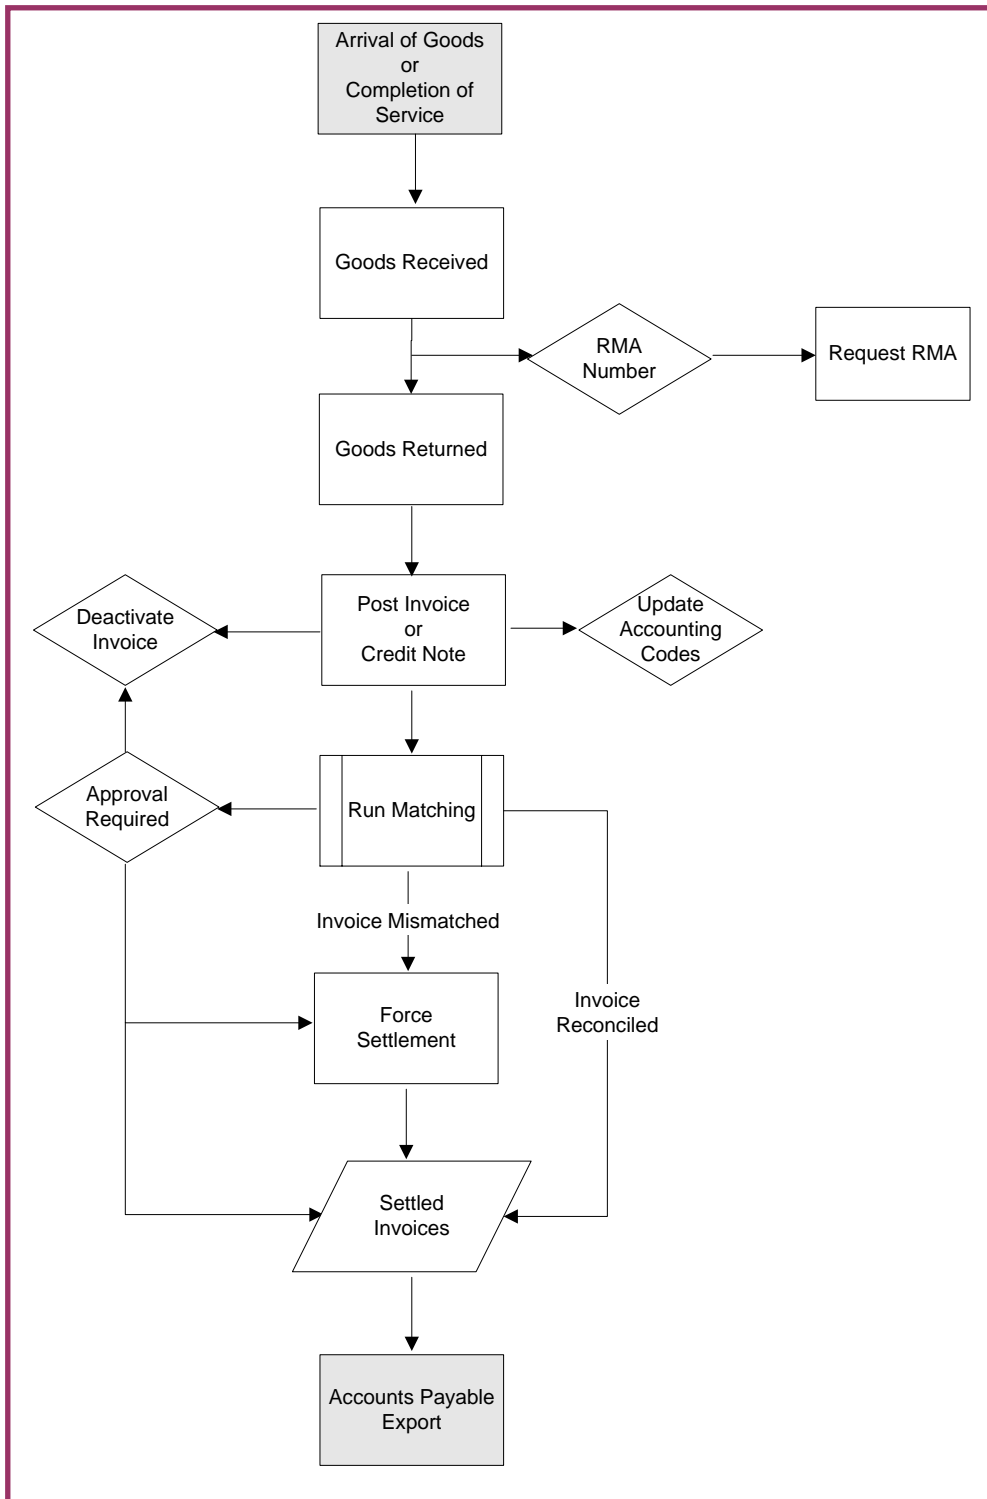 Arrival of Goods
or
Completion of
Service
Goods Received
RMA
Number
Request RMA
Goods Returned
Deactivate
Invoice
Post Invoice
or
Credit Note
Update
Accounting
Codes
Approval
Required
Run Matching
Invoice Mismatched
Force
Settlement
Invoice
Reconciled
Settled
Invoices
Accounts Payable
Export